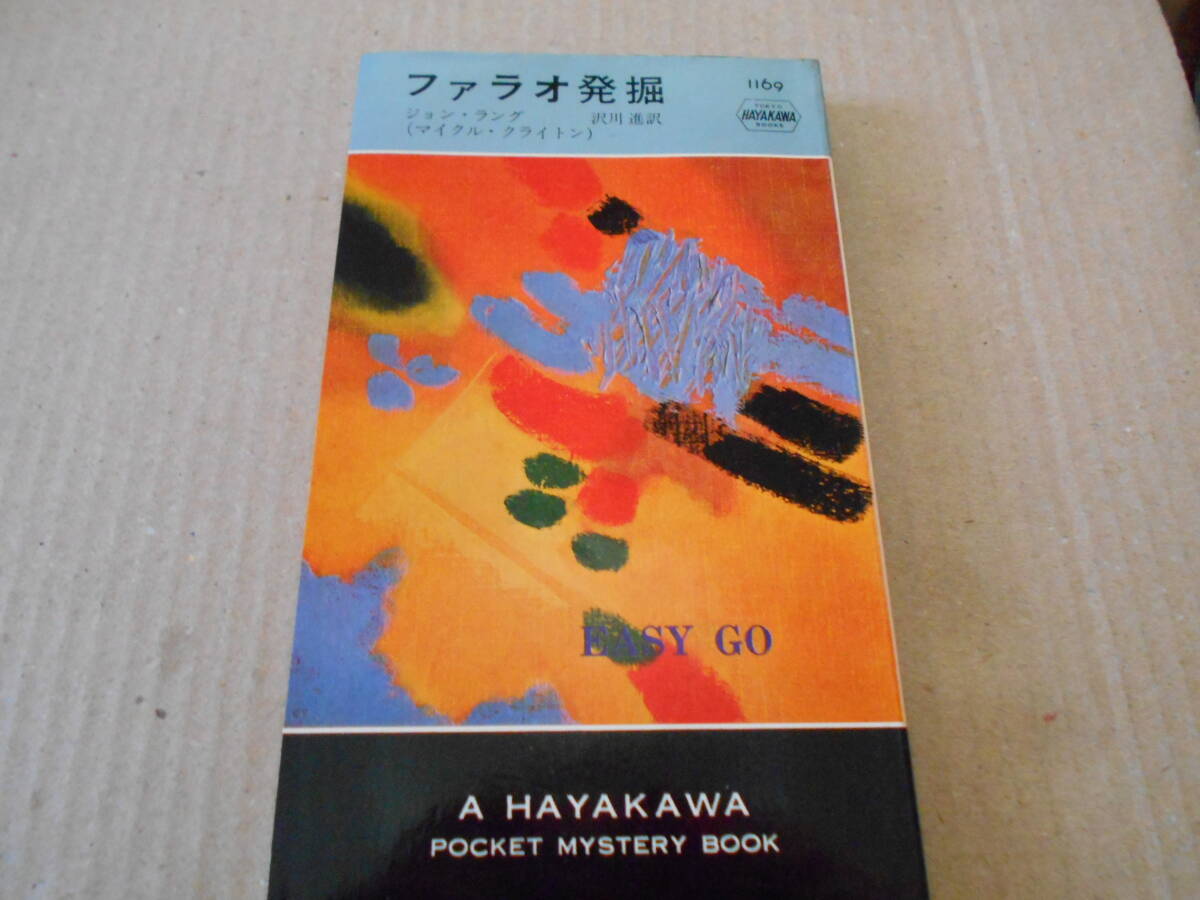 ファラオ発掘
1169
ジョン・ラング 沢川 進訳
(マイクル・クライトン)
TOKYO
HAYAKAWA
BOOKS
EASY GO
A HAYAKAWA
POCKET MYSTERY BOOK